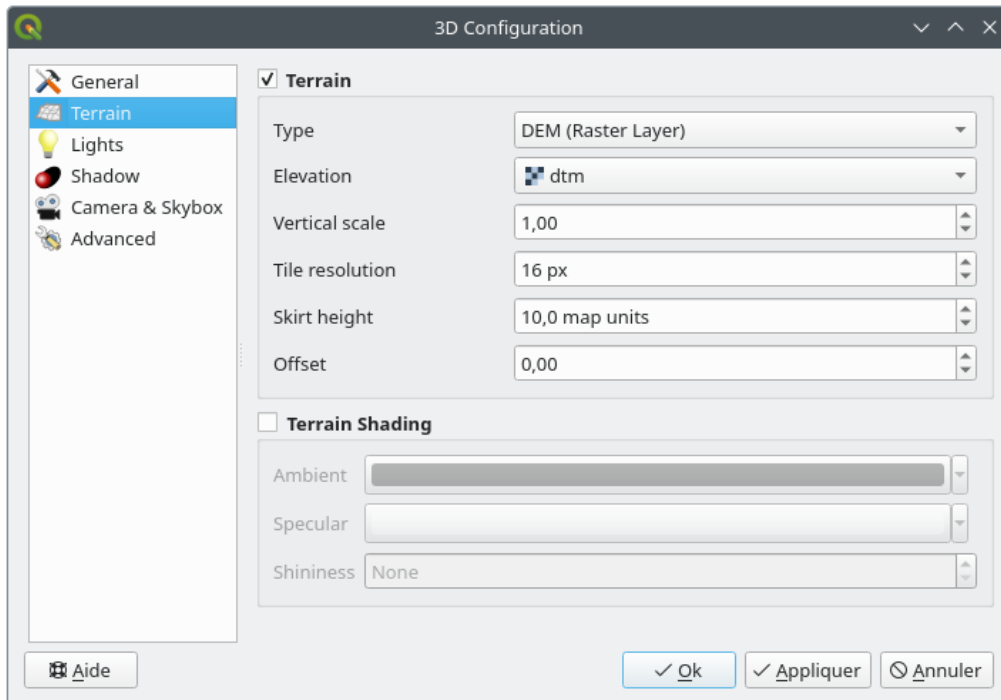 3D Configuration
General
Terrain
Lights
Shadow
Camera & Skybox
Advanced
Terrain
Type DEM (Raster Layer)
Elevation dtm
Vertical scale 1,00
Tile resolution 16 px
Skirt height 10,0 map units
Offset 0,00
Terrain Shading
Ambient
Specular
Shininess None
Aide
Ok
Appliquer
Annuler